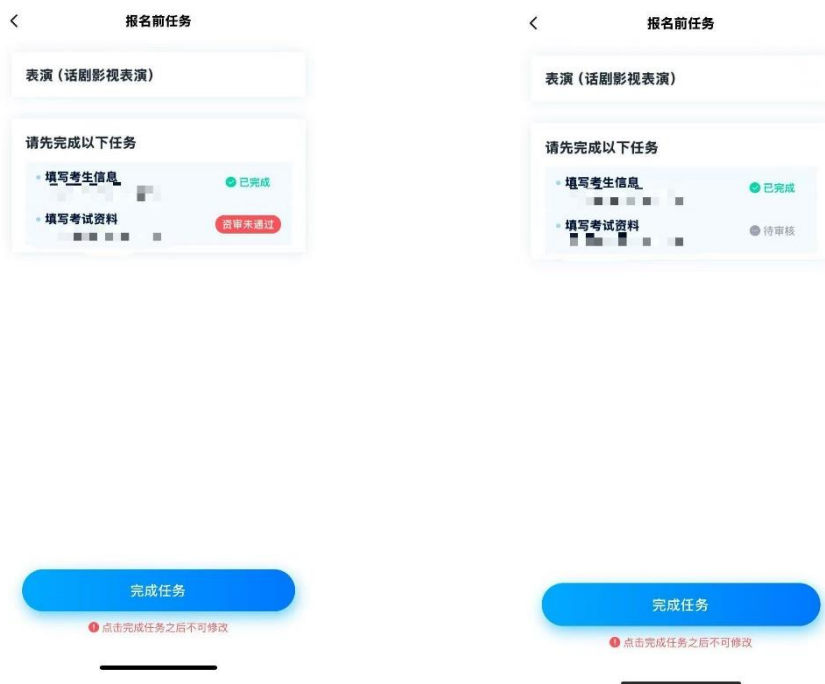 报名前任务
表演（话剧影视表演）
请先完成以下任务
填写考生信息
已完成
填写考试资料
资审未通过
完成任务
点击完成任务之后不可修改
报名前任务
表演（话剧影视表演）
请先完成以下任务
填写考生信息
已完成
填写考试资料
待审核
完成任务
点击完成任务之后不可修改